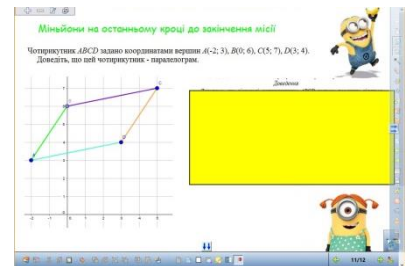 Міньйони на останньому кроці до закінчення місії
Чотирикутник ABCD задано координатами вершин A(-2; 3), B(0; 6), C(5; 7), D(3; 4).
Доведіть, що цей чотирикутник - паралелограм.
Доведення
11/12